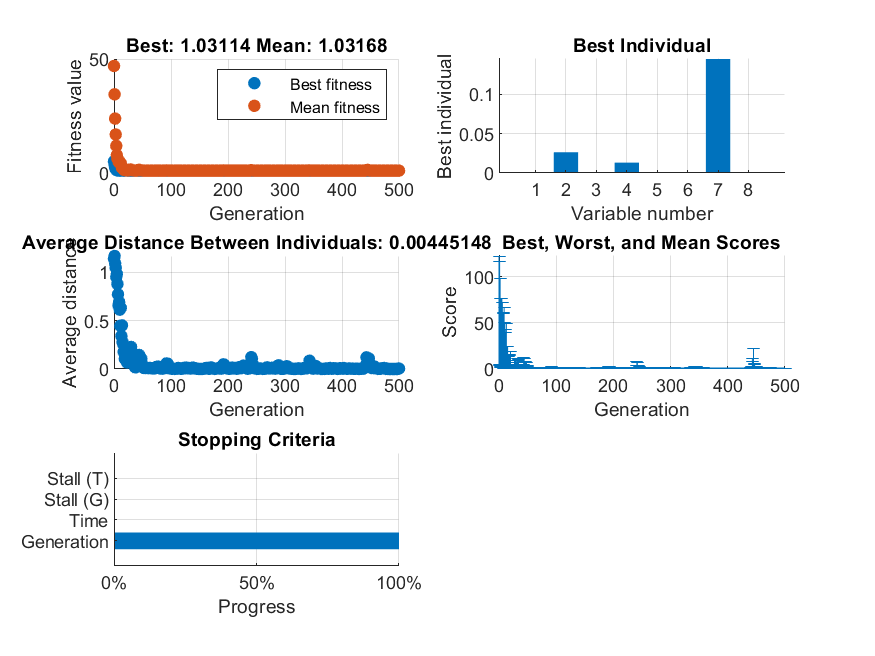 Best: 1.03114 Mean: 1.03168
Fitness value
50
0
Best fitness
Mean fitness
0 100 200 300 400 500
Generation
Best Individual
Best individual
0.1
0.05
0
1 2 3 4 5 6 7 8
Variable number
Average Distance Between Individuals: 0.00445148
Average distance
1
0.5
0
0 100 200 300 400 500
Generation
Best, Worst, and Mean Scores
Score
100
50
0
0 100 200 300 400 500
Generation
Stopping Criteria
Stall (T)
Stall (G)
Time
Generation
0% 50% 100%
Progress